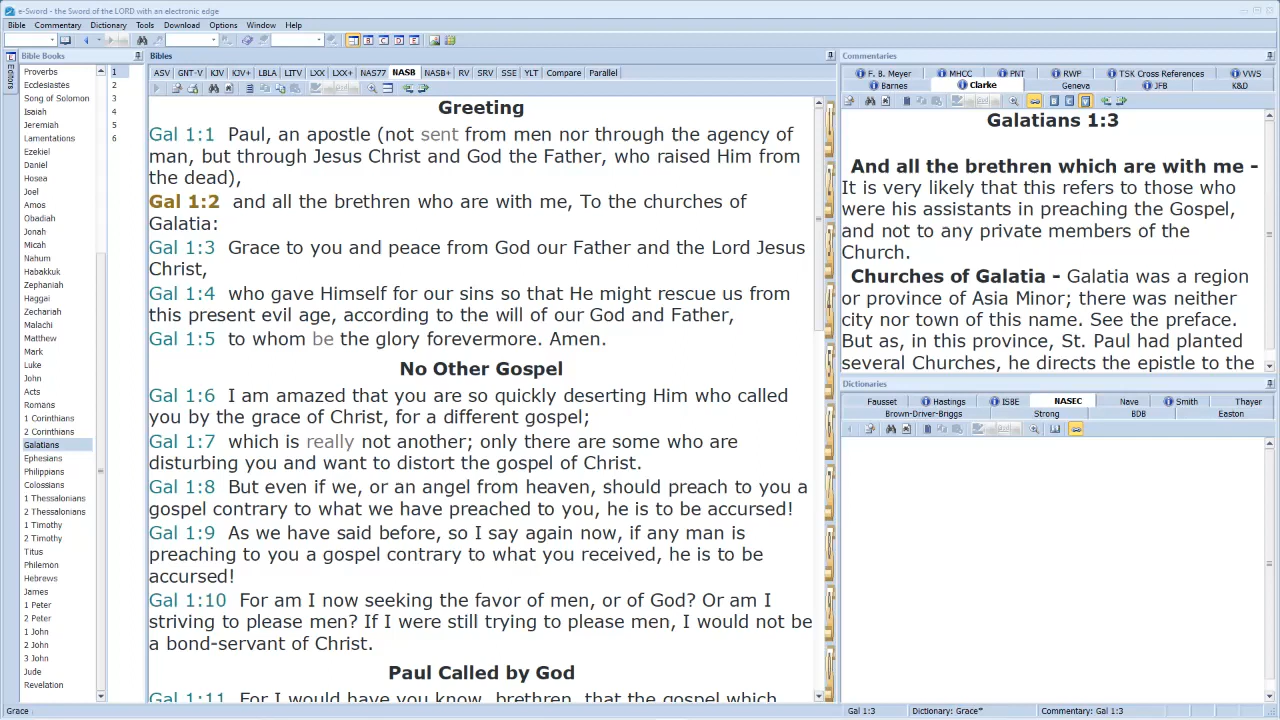 e-Sword - the Sword of the LORD with an electronic edge
Bible Commentary Dictionary Tools Download Options Window Help
B C D E
Editors
Bible Books
Proverbs
Ecclesiastes
Song of Solomon
Isaiah
Jeremiah
Lamentations
Ezekiel
Daniel
Hosea
Joel
Amos
Obadiah
Jonah
Micah
Nahum
Habakkuk
Zephaniah
Haggai
Zechariah
Malachi
Matthew
Mark
Luke
John
Acts
Romans
1 Corinthians
2 Corinthians
Galatians
Ephesians
Philippians
Colossians
1 Thessalonians
2 Thessalonians
1 Timothy
2 Timothy
Titus
Philemon
Hebrews
James
1 Peter
2 Peter
1 John
2 John
3 John
Jude
Revelation
1
2
3
4
5
6
Bibles
ASV GNT-V KJV KJV+ LBLA LITV LXX LXX+ NAS77 NASB NASB+ RV SRV SSE YLT Compare Parallel
Greeting
Gal 1:1 Paul, an apostle (not sent from men nor through the agency of
man, but through Jesus Christ and God the Father, who raised Him from
the dead),
Gal 1:2 and all the brethren who are with me, To the churches of
Galatia:
Gal 1:3 Grace to you and peace from God our Father and the Lord Jesus
Christ,
Gal 1:4 who gave Himself for our sins so that He might rescue us from
this present evil age, according to the will of our God and Father,
Gal 1:5 to whom be the glory forevermore. Amen.
No Other Gospel
Gal 1:6 I am amazed that you are so quickly deserting Him who called
you by the grace of Christ, for a different gospel;
Gal 1:7 which is really not another; only there are some who are
disturbing you and want to distort the gospel of Christ.
Gal 1:8 But even if we, or an angel from heaven, should preach to you a
gospel contrary to what we have preached to you, he is to be accursed!
Gal 1:9 As we have said before, so I say again now, if any man is
preaching to you a gospel contrary to what you received, he is to be
accursed!
Gal 1:10 For am I now seeking the favor of men, or of God? Or am I
striving to please men? If I were still trying to please men, I would not be
a bond-servant of Christ.
Paul Called by God
Gal 1:11 For I would have you know, brethren, that the gospel which
Commentaries
F. B. Meyer MHCC PNT RWP TSK Cross References VWS
Barnes Clarke Geneva JFB K&D
Galatians 1:3
And all the brethren which are with me -
It is very likely that this refers to those who
were his assistants in preaching the Gospel,
and not to any private members of the
Church.
Churches of Galatia - Galatia was a region
or province of Asia Minor; there was neither
city nor town of this name. See the preface.
But as, in this province, St. Paul had planted
several Churches, he directs the epistle to the
Dictionaries
Fausset Hastings ISBE NASEC Nave Smith Thayer
Brown-Driver-Briggs Strong BDB Easton
Grace
Gal 1:3 Dictionary: Grace* Commentary: Gal 1:3